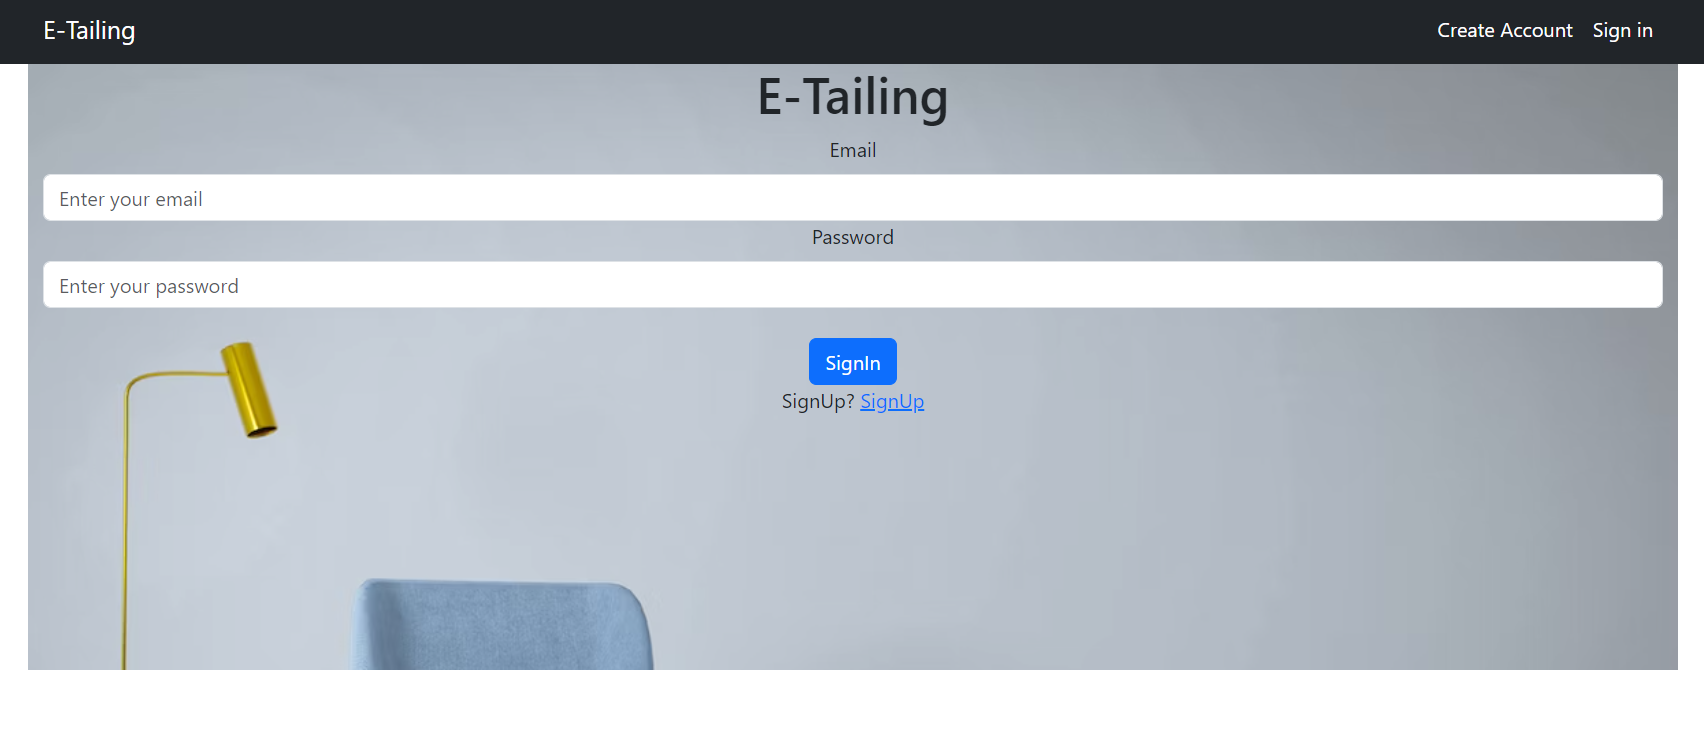 E-Tailing Create Account Sign in
E-Tailing
Email
Enter your email
Password
Enter your password
SignIn
SignUp? SignUp